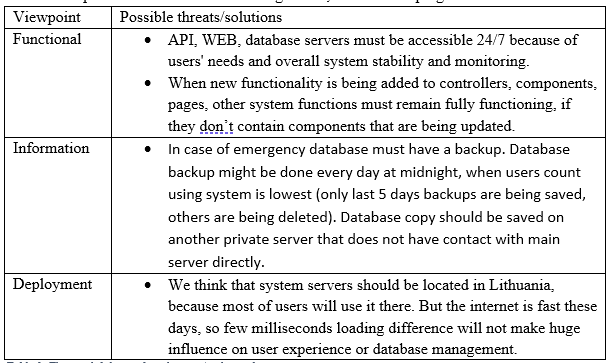 Viewpoint Possible threats/solutions
Functional • API, WEB, database servers must be accessible 24/7 because of
users' needs and overall system stability and monitoring.
• When new functionality is being added to controllers, components,
pages, other system functions must remain fully functioning, if
they don't contain components that are being updated.
Information • In case of emergency database must have a backup. Database
backup might be done every day at midnight, when users count
using system is lowest (only last 5 days backups are being saved,
others are being deleted). Database copy should be saved on
another private server that does not have contact with main
server directly.
Deployment • We think that system servers should be located in Lithuania,
because most of users will use it there. But the internet is fast these
days, so few milliseconds loading difference will not make huge
influence on user experience or database management.